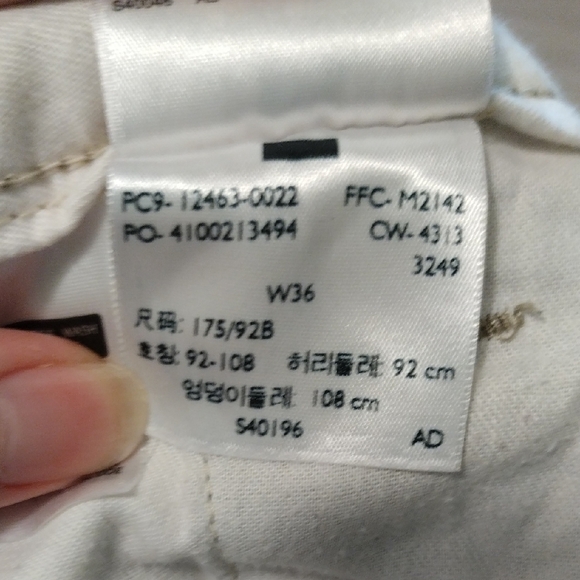 PC9- 12463-0022 FFC- M2142
PO- 4100213494 CW- 4313
3249
W36
尺码: 175/92B
호칭: 92-108 허리둘레: 92 cm
엉덩이둘레: 108 cm
S40196 AD